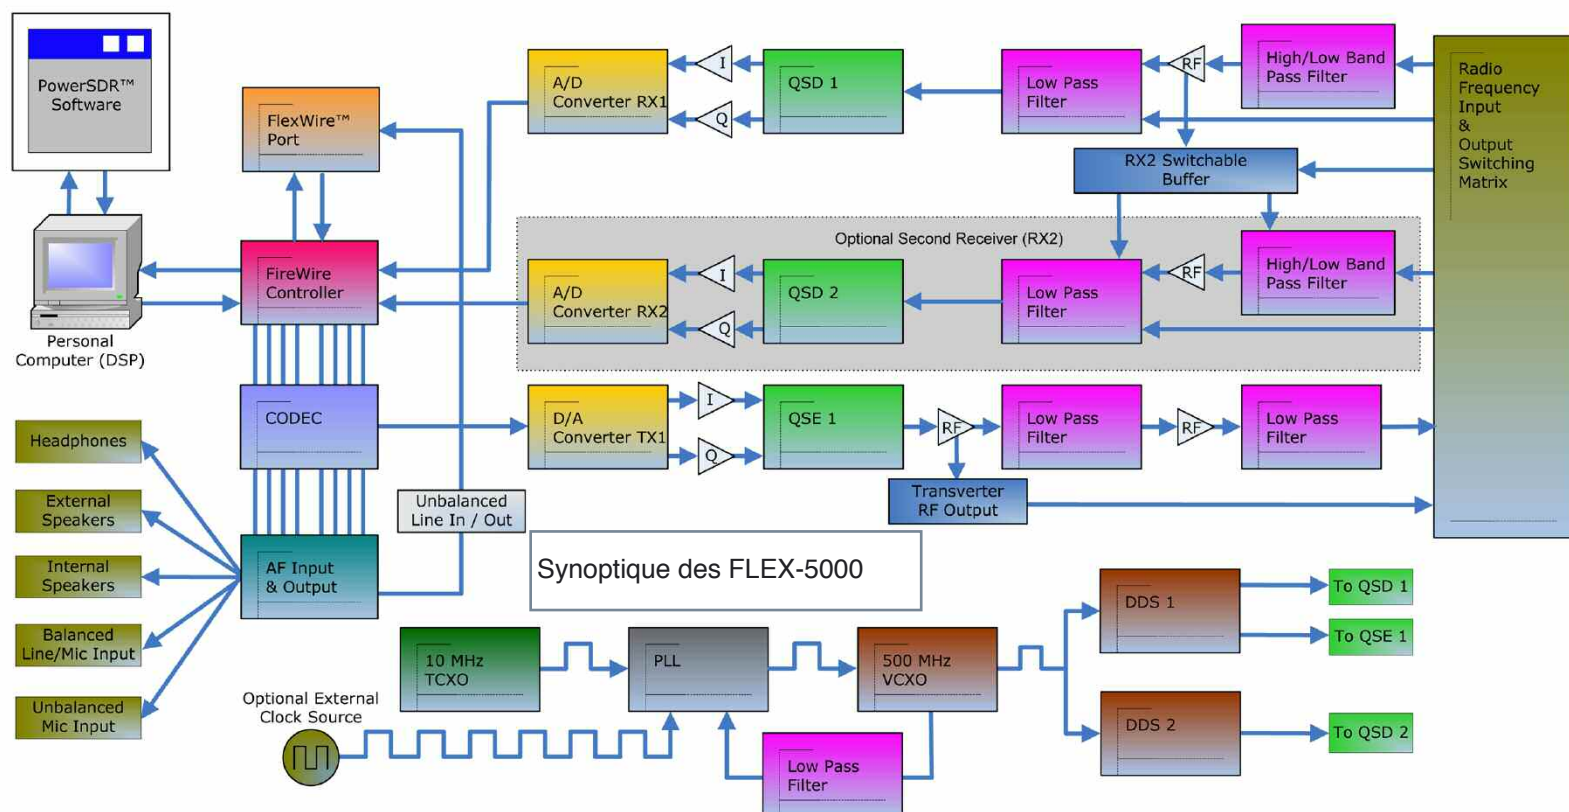 PowerSDR™
Software
Personal
Computer (DSP)
FlexWire™
Port
FireWire
Controller
CODEC
AF Input
& Output
Headphones
External
Speakers
Internal
Speakers
Balanced
Line/Mic Input
Unbalanced
Mic Input
Unbalanced
Line In / Out
A/D
Converter RX1
I
Q
QSD 1
Low Pass
Filter
RF
High/Low Band
Pass Filter
Radio
Frequency
Input
&
Output
Switching
Matrix
RX2 Switchable
Buffer
Optional Second Receiver (RX2)
A/D
Converter RX2
I
Q
QSD 2
Low Pass
Filter
RF
High/Low Band
Pass Filter
D/A
Converter TX1
I
Q
QSE 1
RF
Low Pass
Filter
RF
Low Pass
Filter
Transverter
RF Output
Synoptique des FLEX-5000
10 MHz
TCXO
PLL
500 MHz
VCXO
DDS 1
To QSD 1
To QSE 1
DDS 2
To QSD 2
Optional External
Clock Source
Low Pass
Filter